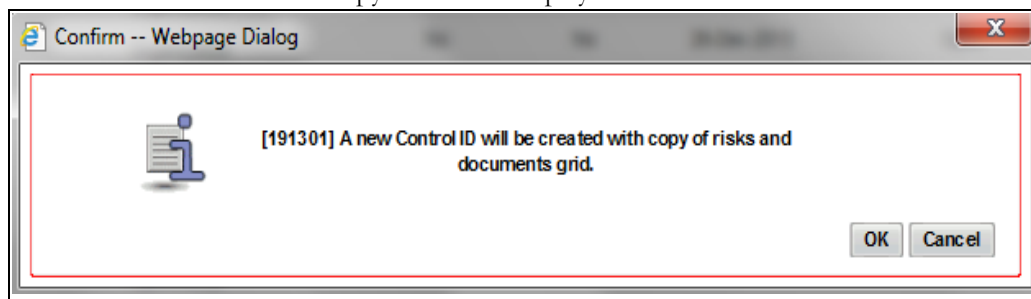 Confirm -- Webpage Dialog
[191301] A new Control ID will be created with copy of risks and
documents grid.
OK Cancel